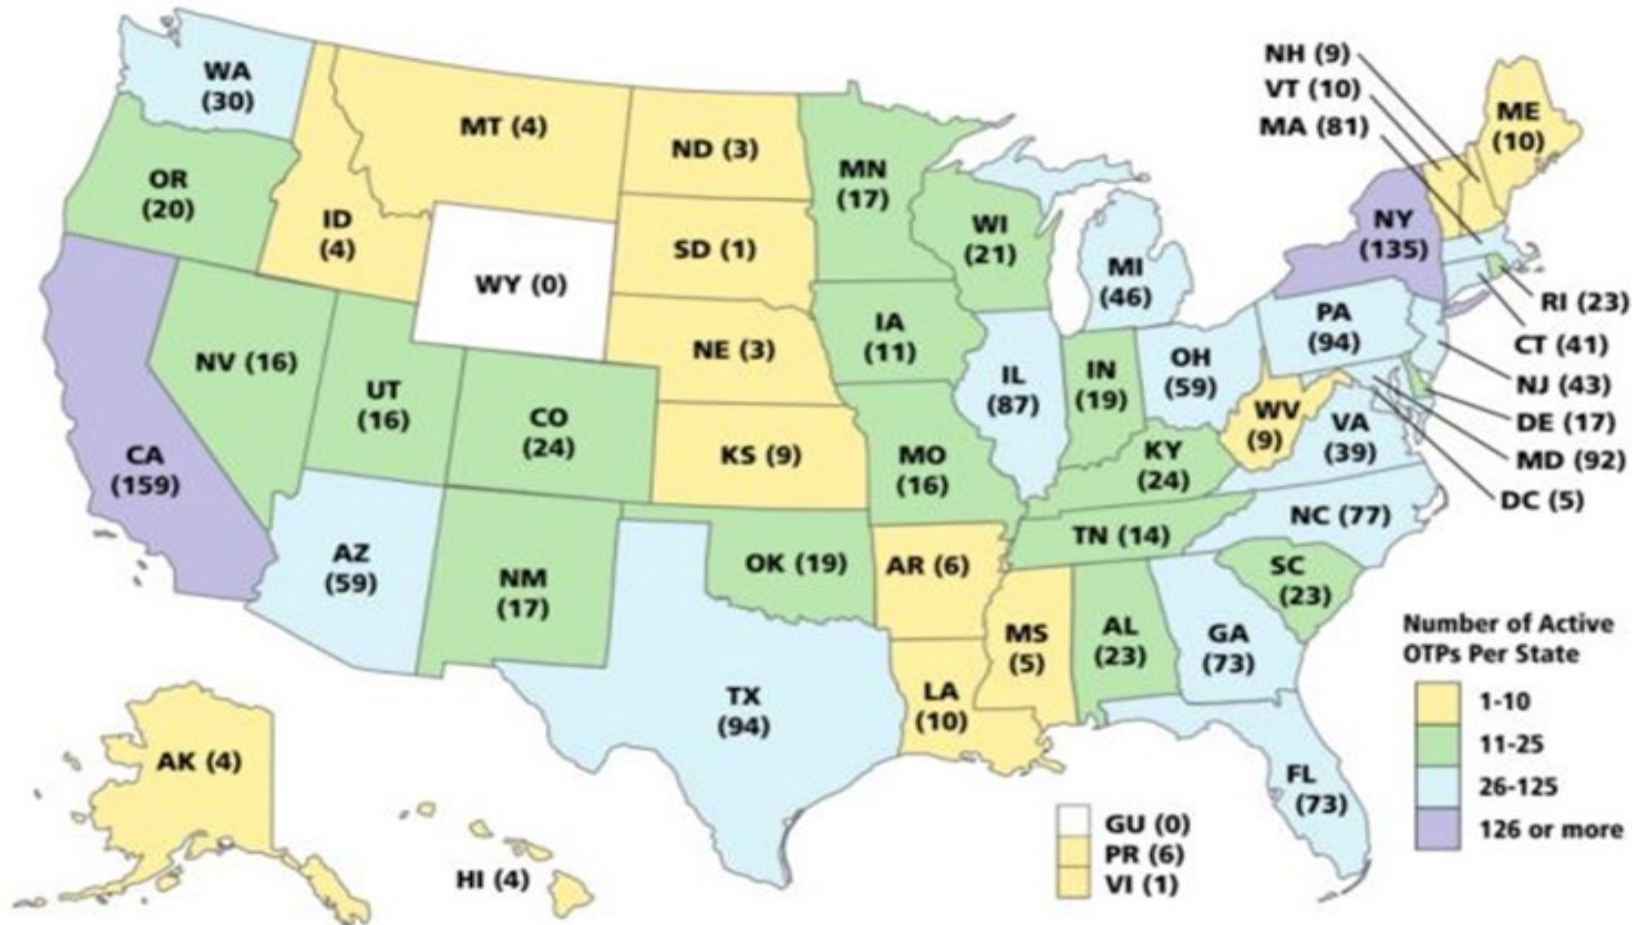 WA
(30)
MT (4)
ND (3)
MN
(17)
OR
(20)
ID
(4)
WY (0)
SD (1)
WI
(21)
MI
(46)
NH (9)
VT (10)
MA (81)
ME
(10)
NY
(135)
NV (16)
UT
(16)
CO
(24)
NE (3)
IA
(11)
IL
(87)
IN
(19)
OH
(59)
PA
(94)
RI (23)
CT (41)
NJ (43)
DE (17)
MD (92)
DC (5)
CA
(159)
KS (9)
MO
(16)
KY
(24)
WV
(9)
VA
(39)
AZ
(59)
NM
(17)
OK (19)
AR (6)
TN (14)
NC (77)
SC
(23)
TX
(94)
LA
(10)
MS
(5)
AL
(23)
GA
(73)
FL
(73)
AK (4)
HI (4)
GU (0)
PR (6)
VI (1)
Number of Active
OTPs Per State
1-10
11-25
26-125
126 or more